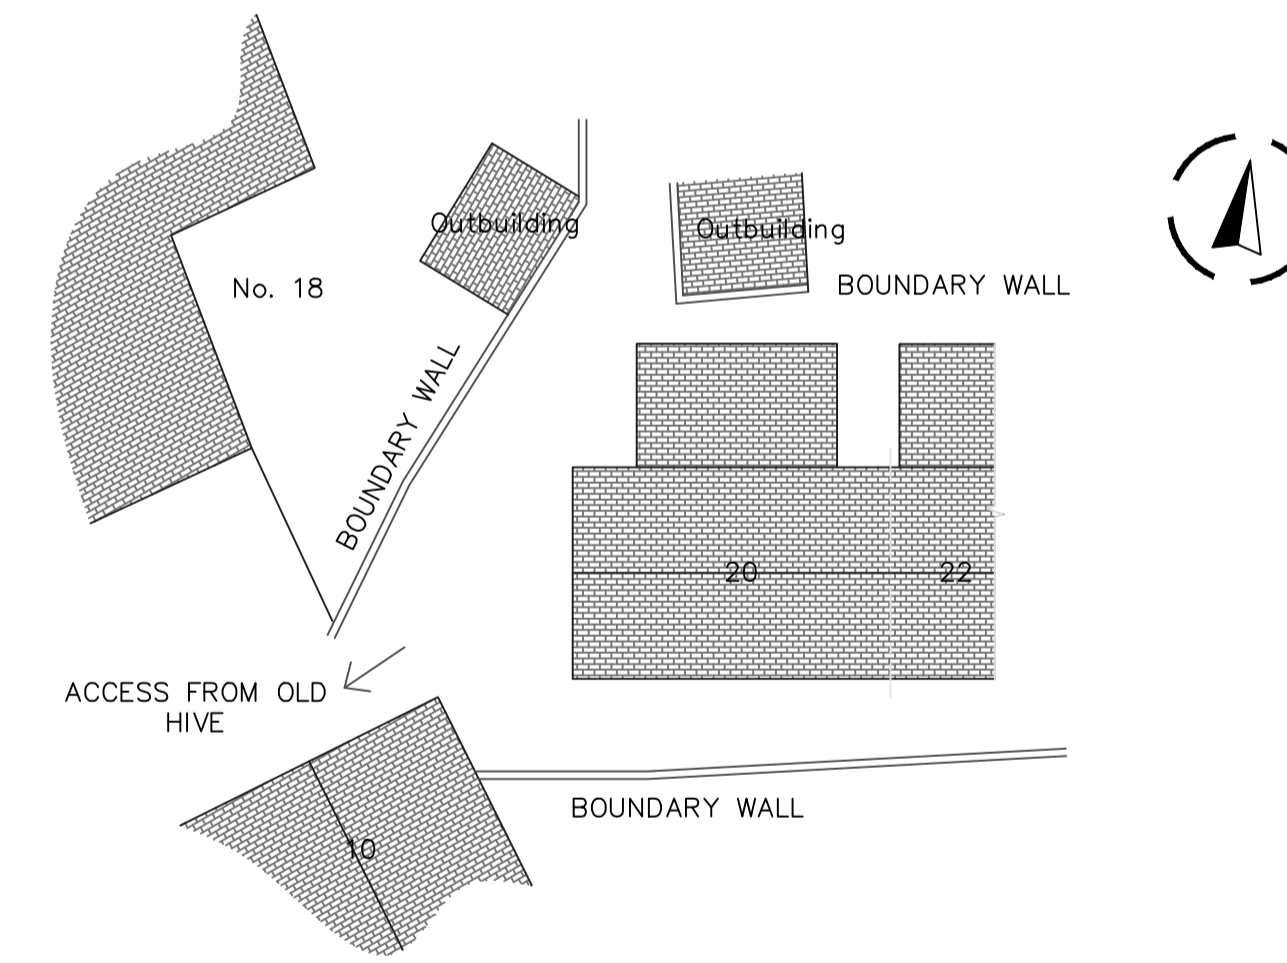 Outbuilding
Outbuilding
No. 18
BOUNDARY WALL
BOUNDARY WALL
20
22
ACCESS FROM OLD
HIVE
BOUNDARY WALL
10